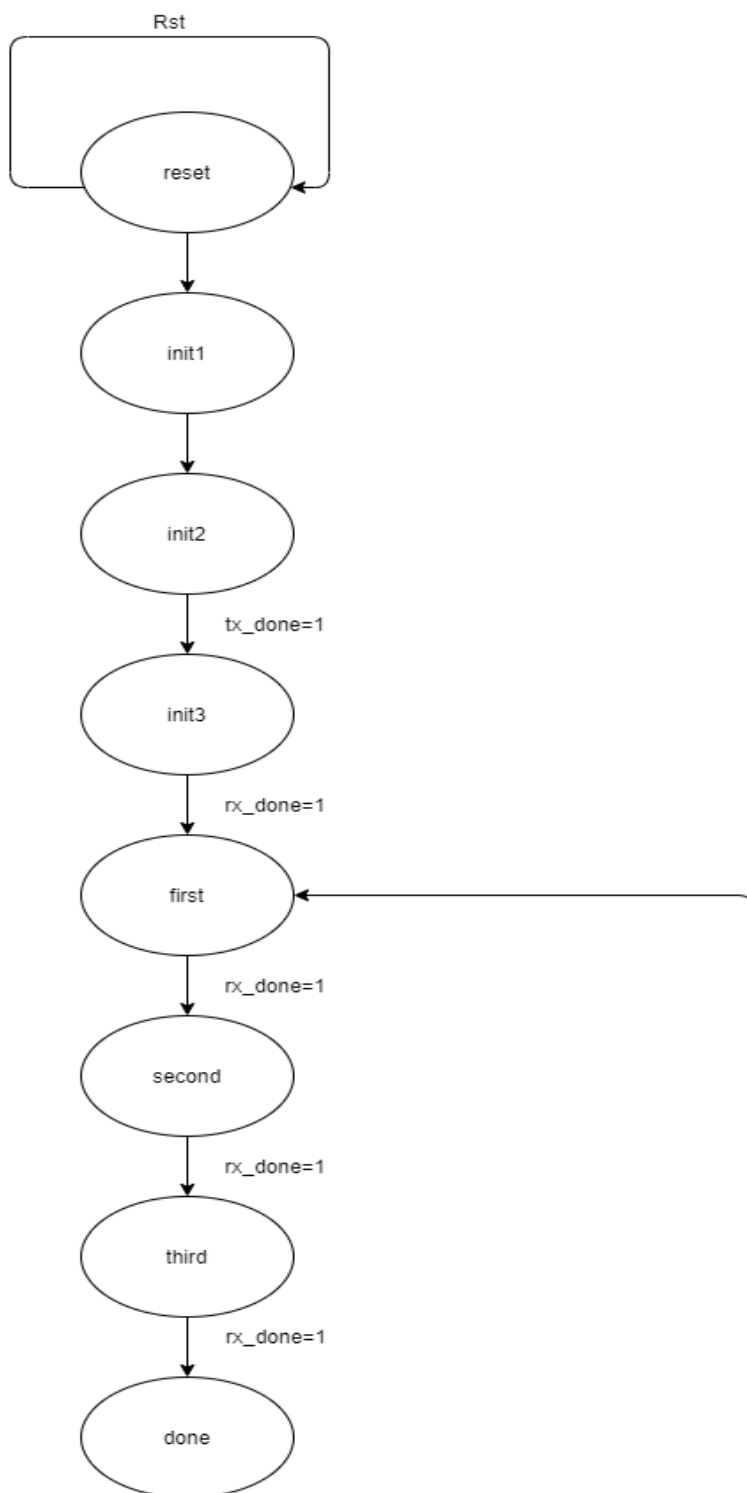 Rst
reset
init1
init2
tx_done=1
init3
rx_done=1
first
rx_done=1
second
rx_done=1
third
rx_done=1
done